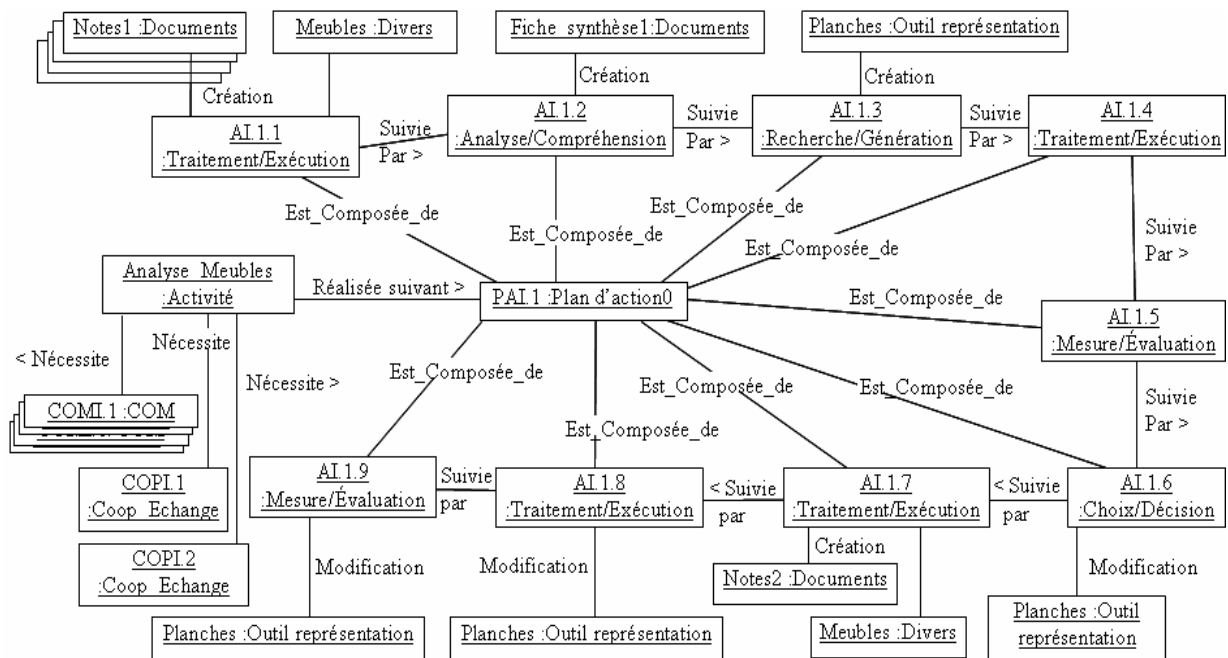 Notes1 :Documents
Meubles :Divers
Fiche synthèse1:Documents
Planches :Outil représentation
Création
Création
Création
AI.1.1
:Traitement/Exécution
Suivie
Par >
AI.1.2
:Analyse/Compréhension
Suivie
Par >
AI.1.3
:Recherche/Génération
Suivie
Par >
AI.1.4
:Traitement/Exécution
Est_Composée_de
Est_Composée_de
Est_Composée_de
Est_Composée_de
Suivie
Par >
Analyse Meubles
:Activité
Réalisée suivant >
PAI.1 :Plan d'action0
Est_Composée_de
AI.1.5
:Mesure/Évaluation
< Nécessite
Nécessite
Nécessite >
Est_Composée_de
Est_Composée_de
Est_Composée_de
Est_Composée_de
Suivie
Par >
COMI.1 :COM
COPI.1
:Coop Echange
COPI.2
:Coop Echange
AI.1.9
:Mesure/Évaluation
Suivie
par
AI.1.8
:Traitement/Exécution
< Suivie
par
AI.1.7
:Traitement/Exécution
< Suivie
par
AI.1.6
:Choix/Décision
Modification
Modification
Création
Modification
Notes2 :Documents
Planches :Outil représentation
Planches :Outil représentation
Meubles :Divers
Planches :Outil
représentation